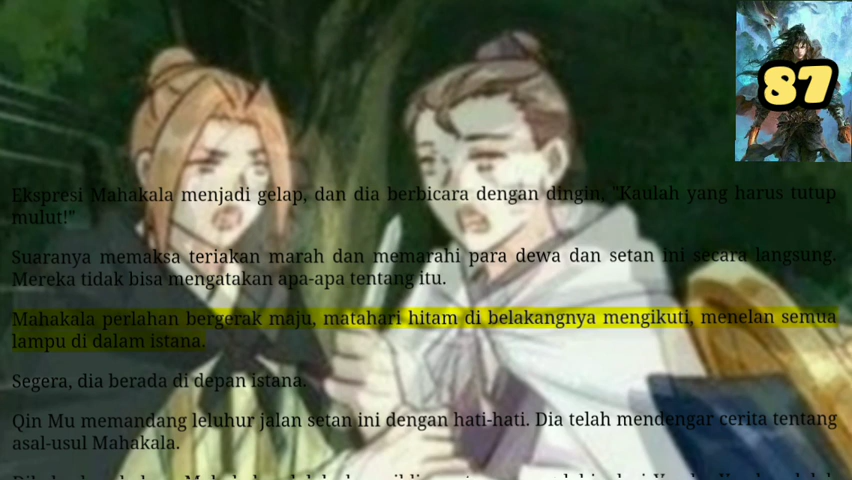 87
Ekspresi Mahakala menjadi gelap, dan dia berbicara dengan dingin, "Kaulah yang harus tutup
mulut!"
Suaranya memaksa teriakan marah dan memarahi para dewa dan setan ini secara langsung.
Mereka tidak bisa mengatakan apa-apa tentang itu.
Mahakala perlahan bergerak maju, matahari hitam di belakangnya mengikuti, menelan semua
lampu di dalam istana.
Segera, dia berada di depan istana.
Qin Mu memandang leluhur jalan setan ini dengan hati-hati. Dia telah mendengar cerita tentang
asal-usul Mahakala.